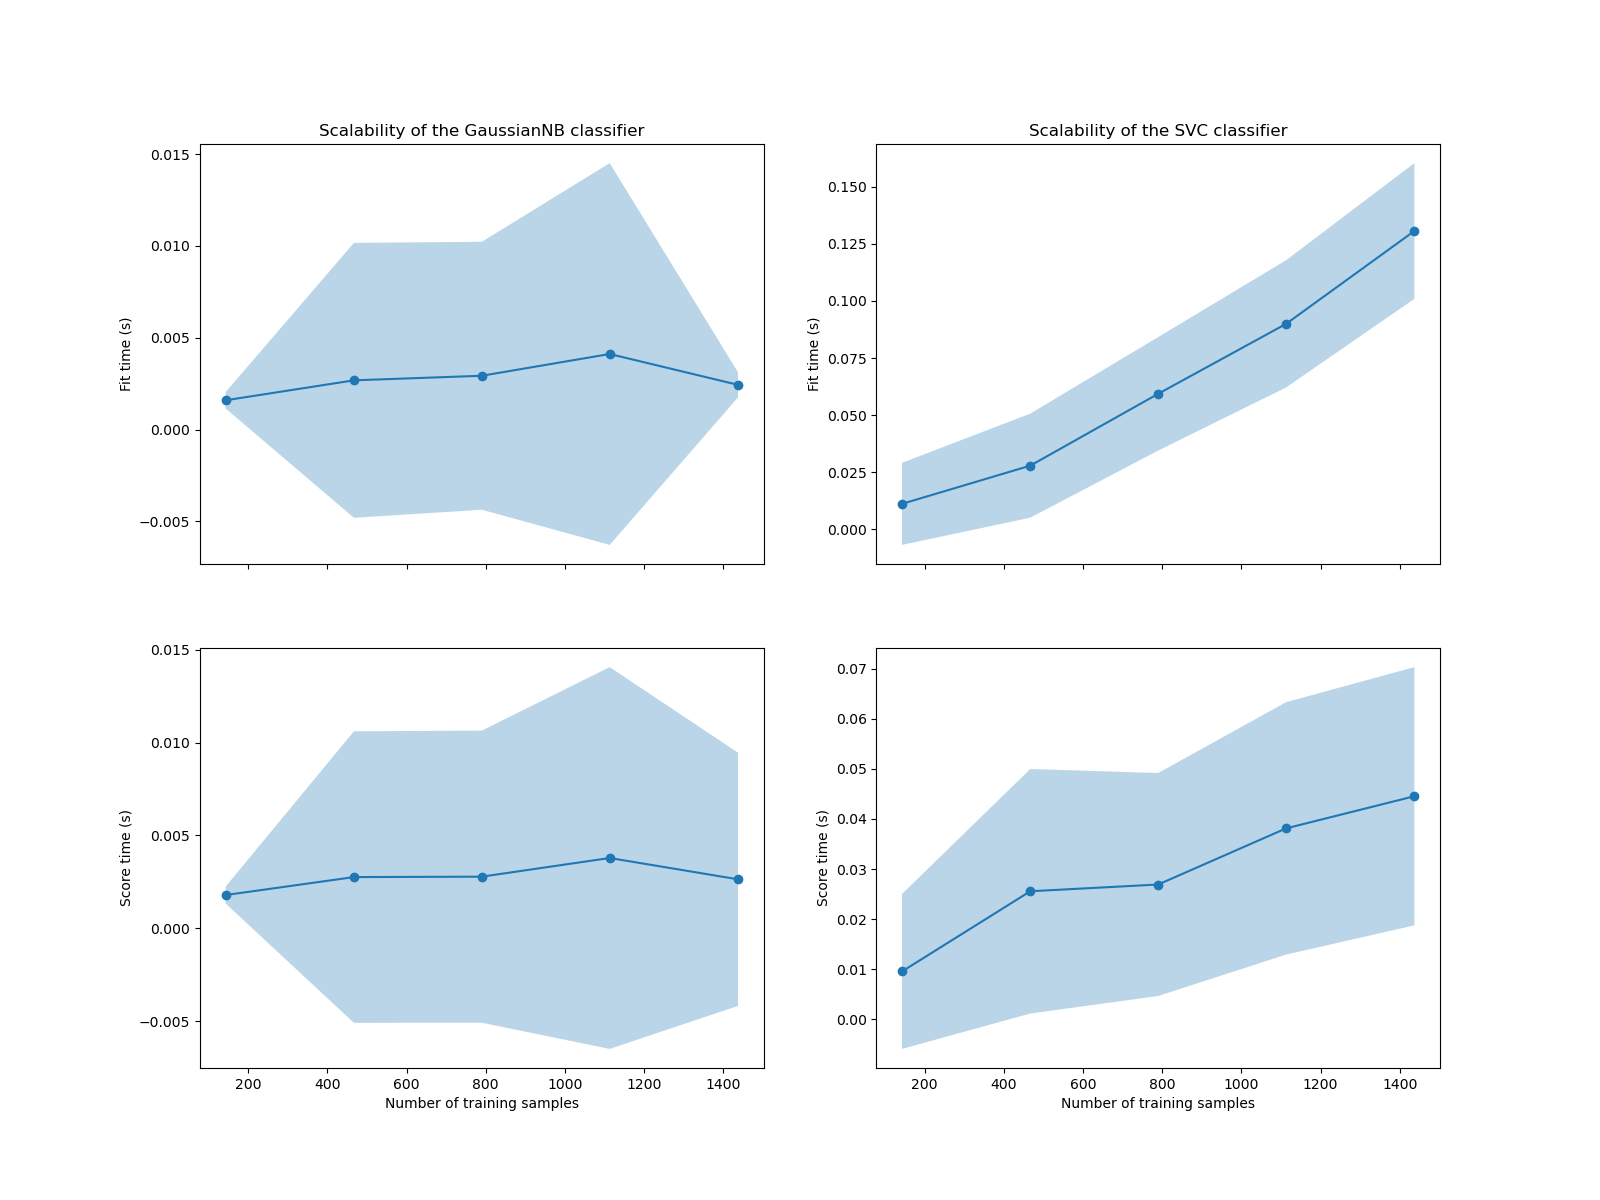 Scalability of the GaussianNB classifier
0.015
0.010
0.005
0.000
−0.005
Fit time (s)
Scalability of the SVC classifier
0.150
0.125
0.100
0.075
0.050
0.025
0.000
Fit time (s)
0.015
0.010
0.005
0.000
−0.005
Score time (s)
200 400 600 800 1000 1200 1400
Number of training samples
0.07
0.06
0.05
0.04
0.03
0.02
0.01
0.00
Score time (s)
200 400 600 800 1000 1200 1400
Number of training samples